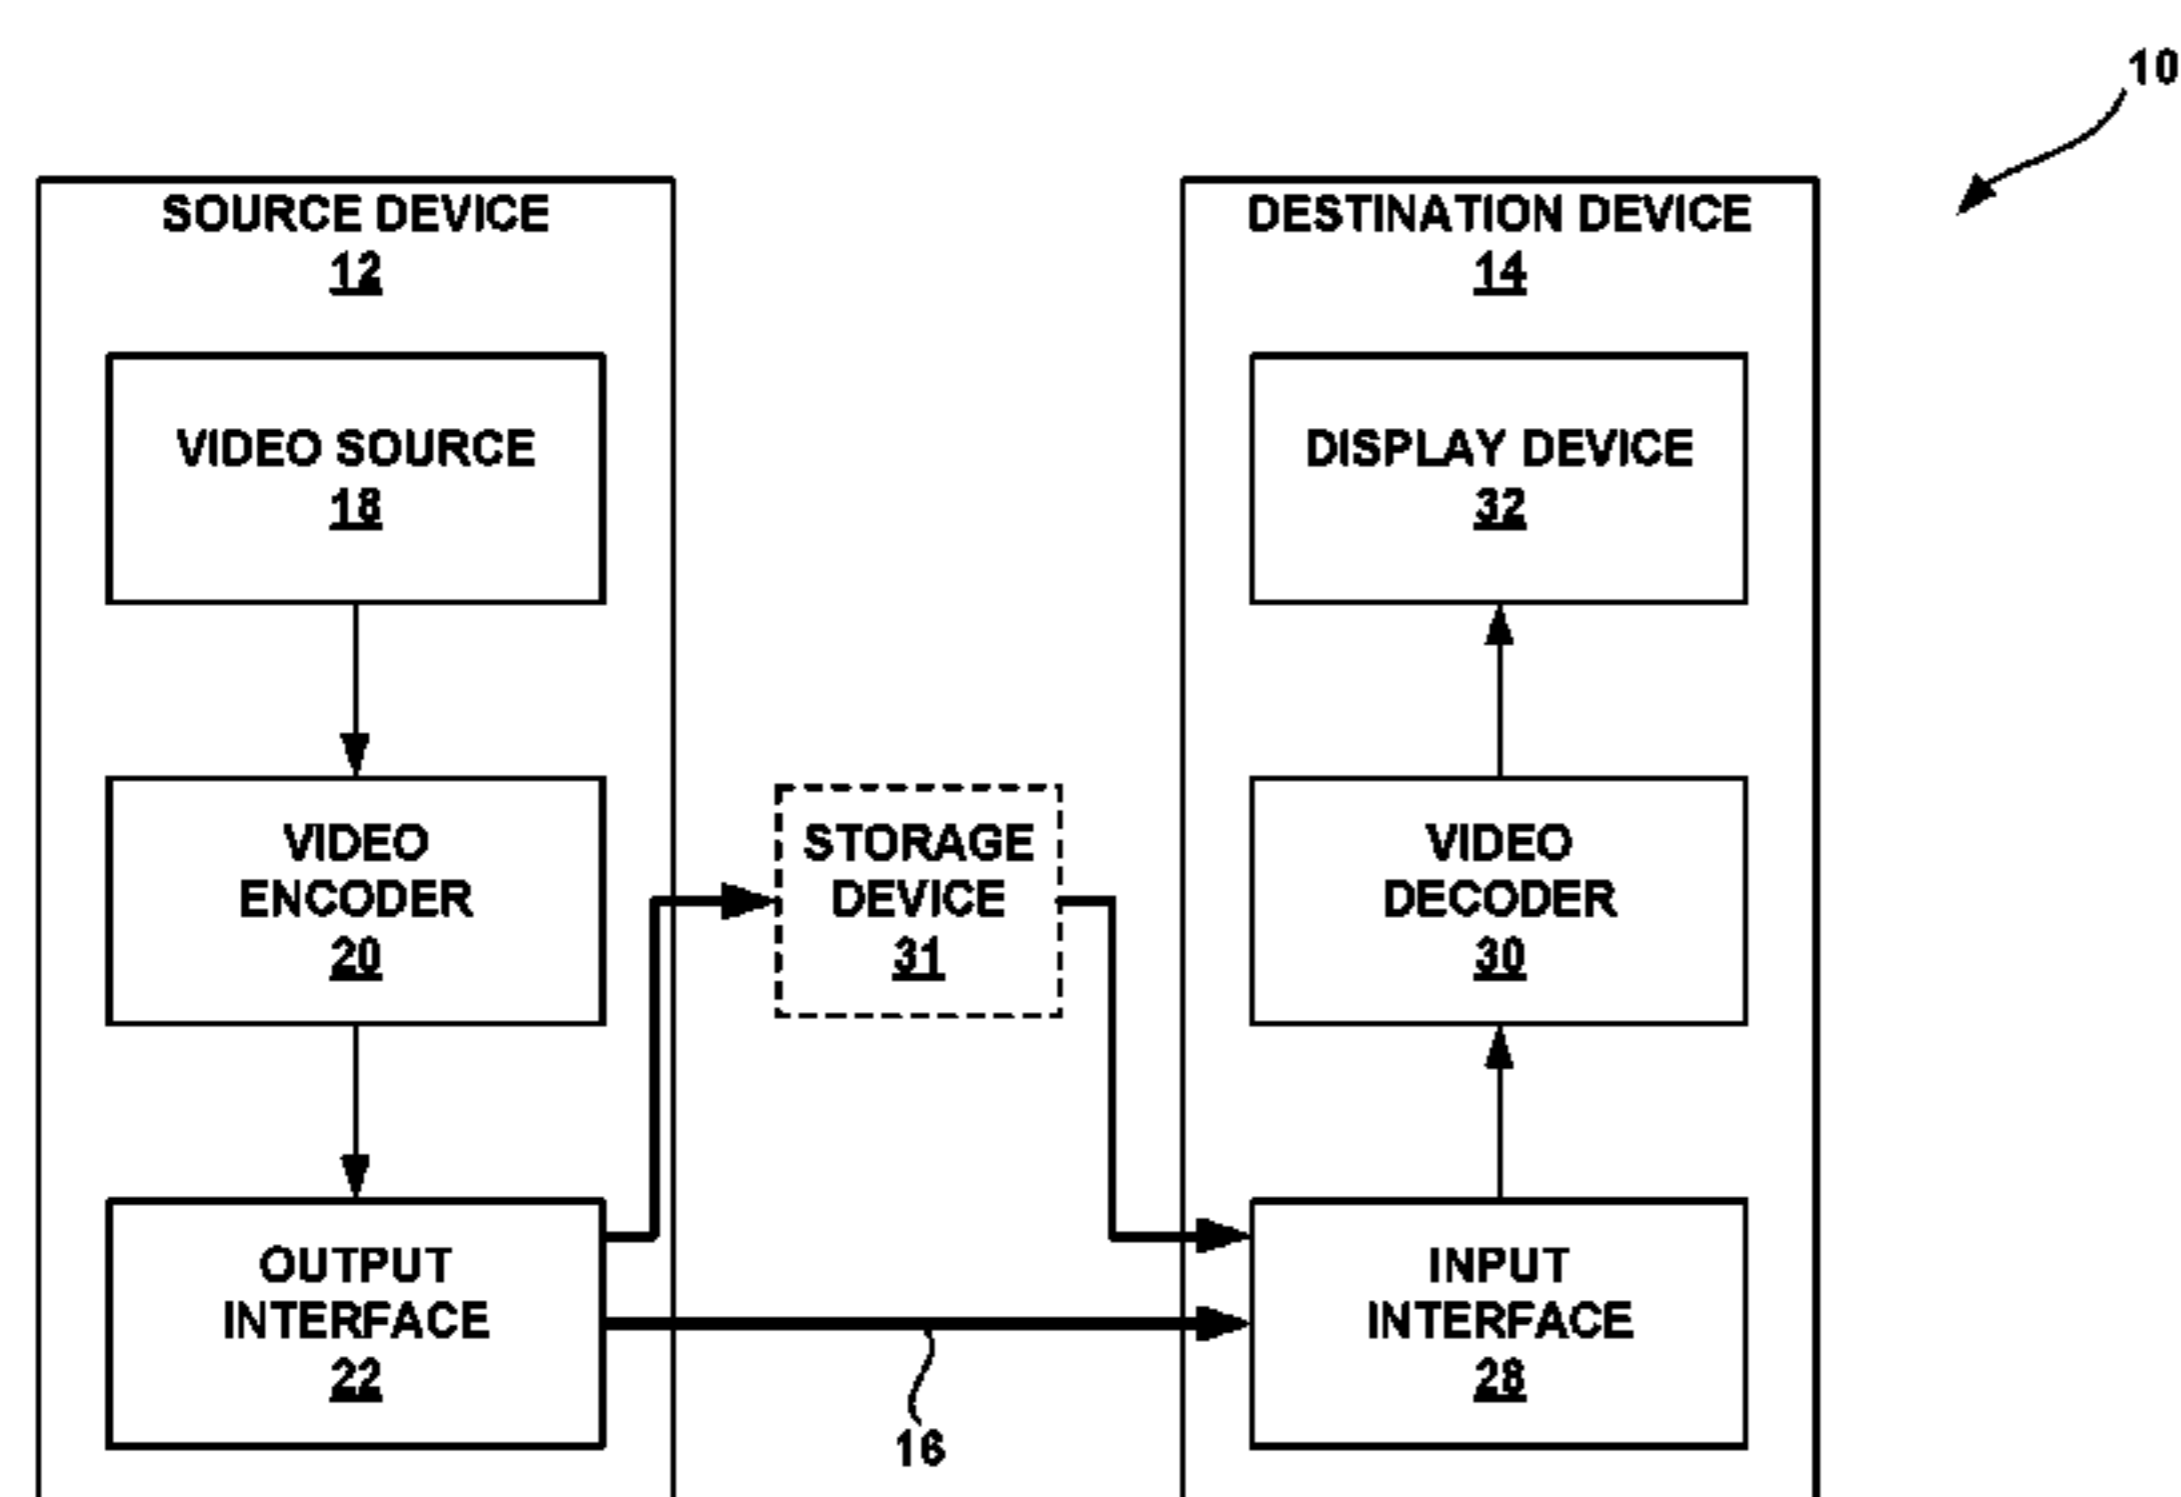 10
SOURCE DEVICE
12
VIDEO SOURCE
18
VIDEO
ENCODER
20
OUTPUT
INTERFACE
22
STORAGE
DEVICE
31
16
DESTINATION DEVICE
14
DISPLAY DEVICE
32
VIDEO
DECODER
30
INPUT
INTERFACE
28